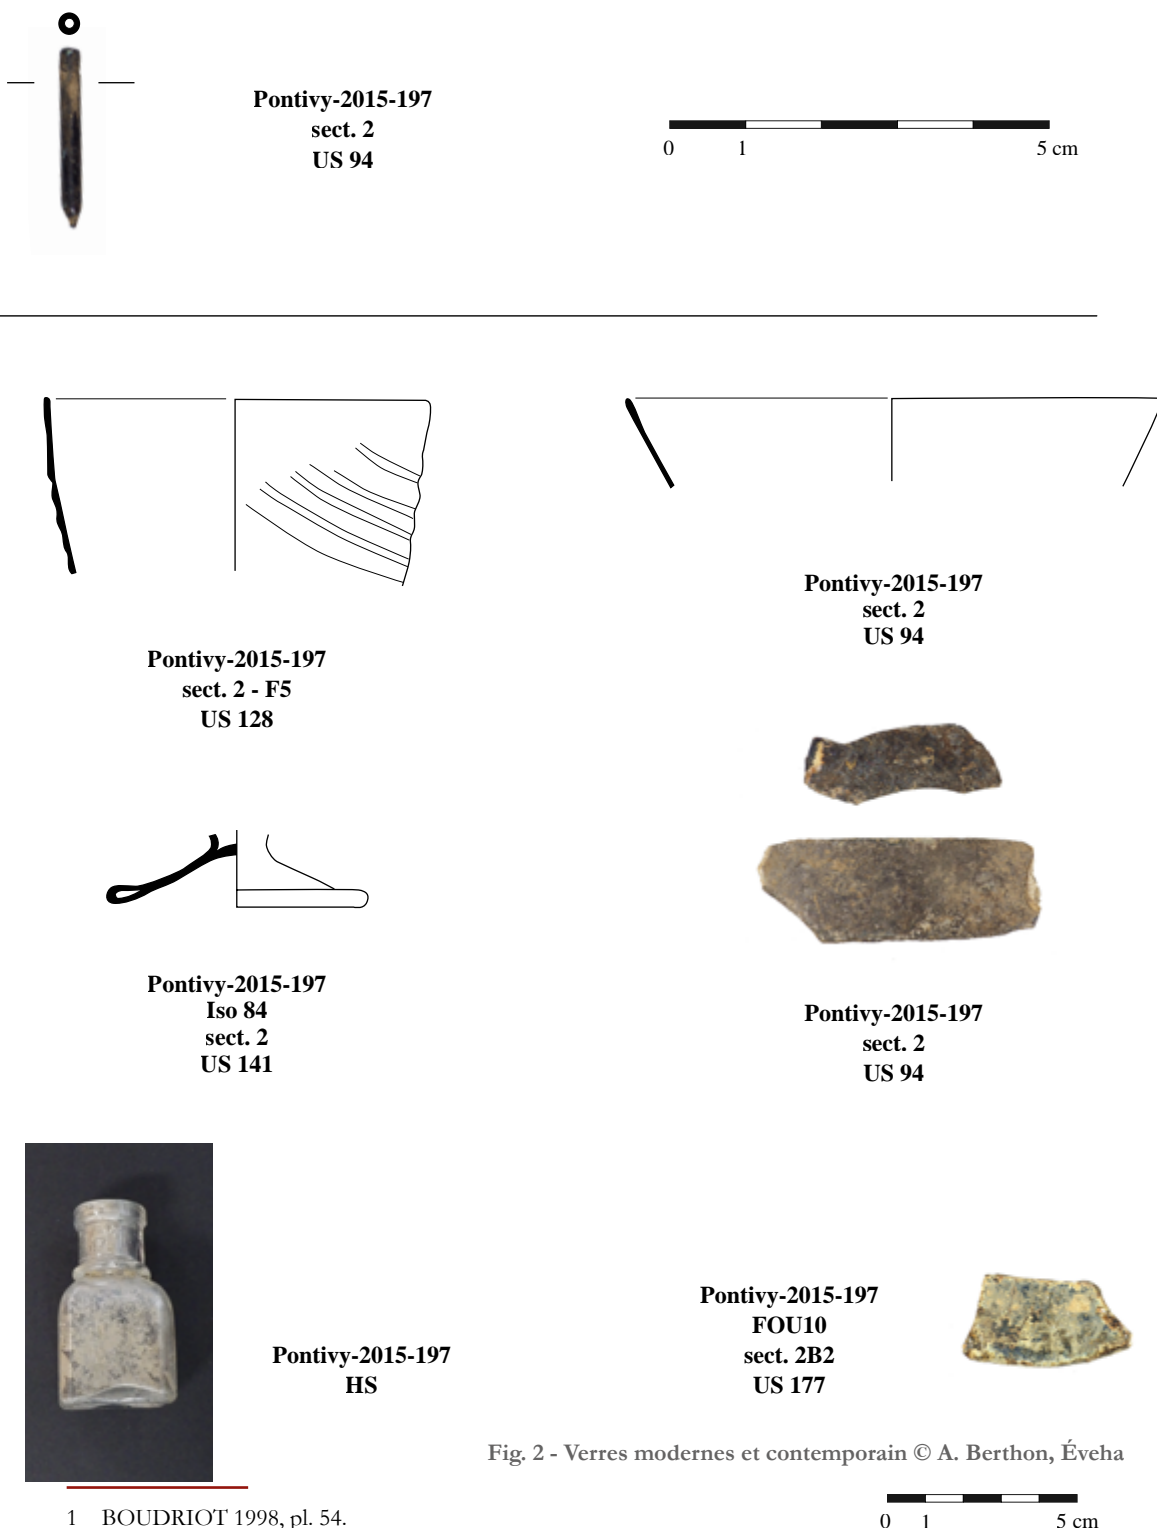 Pontivy-2015-197
sect. 2
US 94
0 1 5 cm
Pontivy-2015-197
sect. 2 - F5
US 128
Pontivy-2015-197
sect. 2
US 94
Pontivy-2015-197
Iso 84
sect. 2
US 141
Pontivy-2015-197
sect. 2
US 94
Pontivy-2015-197
HS
Pontivy-2015-197
FOU10
sect. 2B2
US 177
Fig. 2 - Verres modernes et contemporain © A. Berthon, Éveha
1 BOUDRIOT 1998, pl. 54.
0 1 5 cm